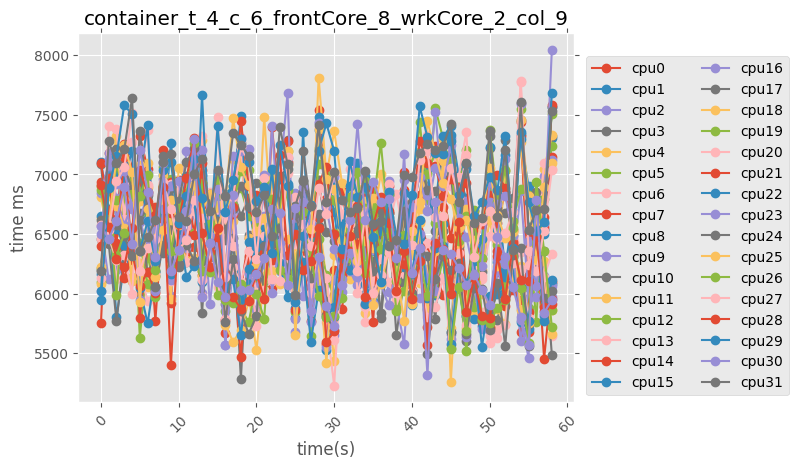 container_t_4_c_6_frontCore_8_wrkCore_2_col_9
time ms
8000
7500
7000
6500
6000
5500
0
10
20
30
40
50
60
time(s)
cpu0
cpu1
cpu2
cpu3
cpu4
cpu5
cpu6
cpu7
cpu8
cpu9
cpu10
cpu11
cpu12
cpu13
cpu14
cpu15
cpu16
cpu17
cpu18
cpu19
cpu20
cpu21
cpu22
cpu23
cpu24
cpu25
cpu26
cpu27
cpu28
cpu29
cpu30
cpu31